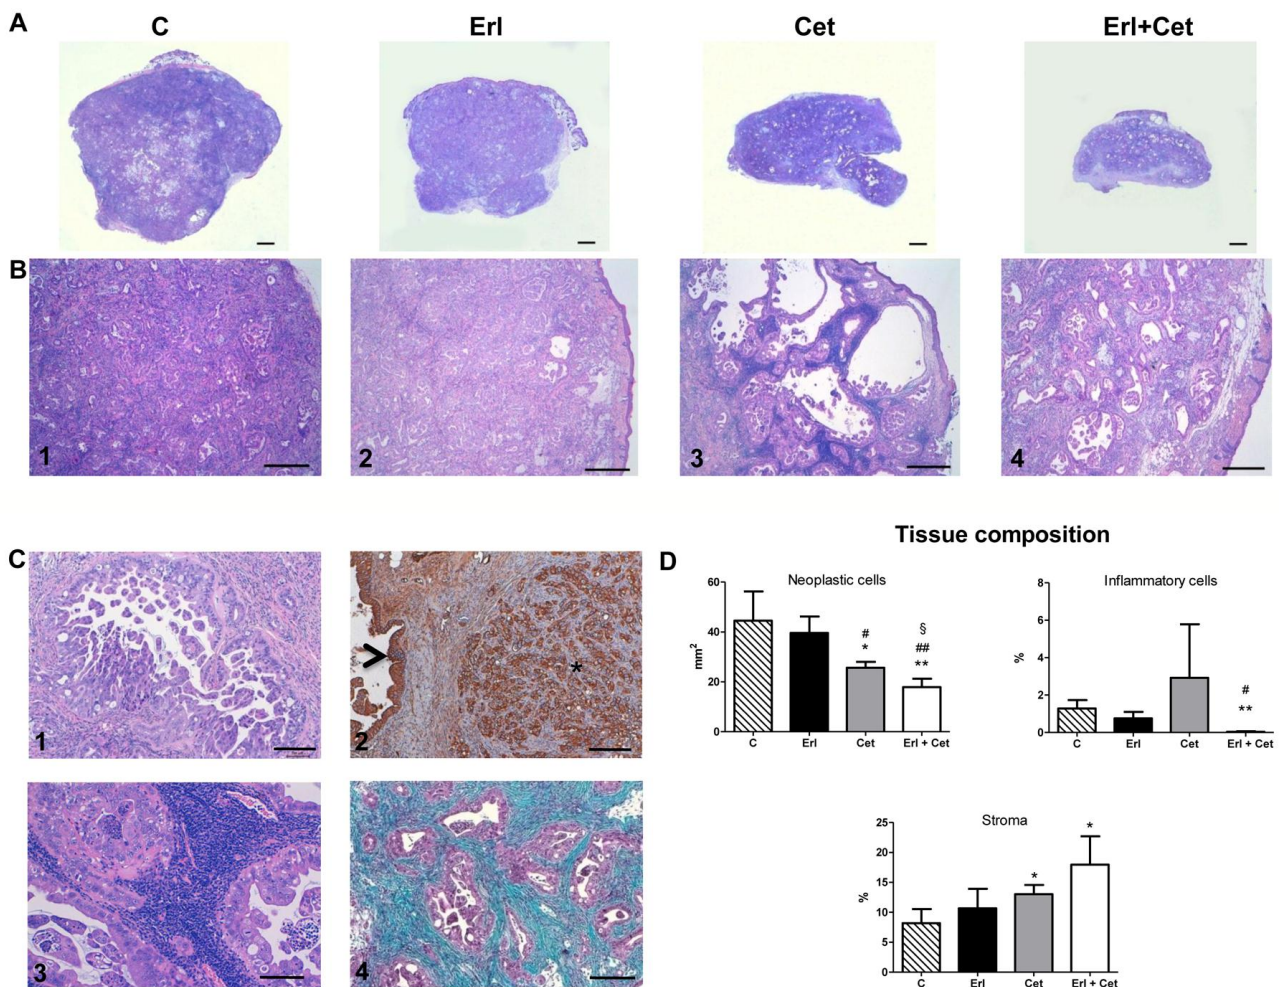 A
C
Erl
Cet
Erl+Cet
B
1
2
3
4
C
1
2
*
3
4
Tissue composition
D
Neoplastic cells
mm²
60
40
20
0
#
*
§
##
**
C
Erl
Cet
Erl + Cet
Inflammatory cells
%
8
6
4
2
0
#
**
C
Erl
Cet
Erl + Cet
Stroma
%
25
20
15
10
5
0
*
*
C
Erl
Cet
Erl + Cet